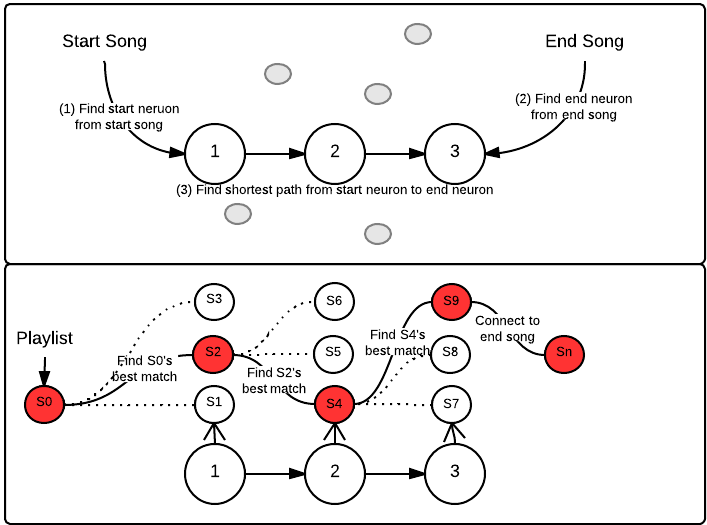 Start Song
End Song
(1) Find start neruon
from start song
(2) Find end neuron
from end song
1
2
3
(3) Find shortest path from start neuron to end neuron
S3
S6
S9
Connect to
end song
Playlist
Find S0's
best match
S2
Find S2's
best match
S5
Find S4's
best match
S8
Sn
S0
S1
S4
S7
1
2
3